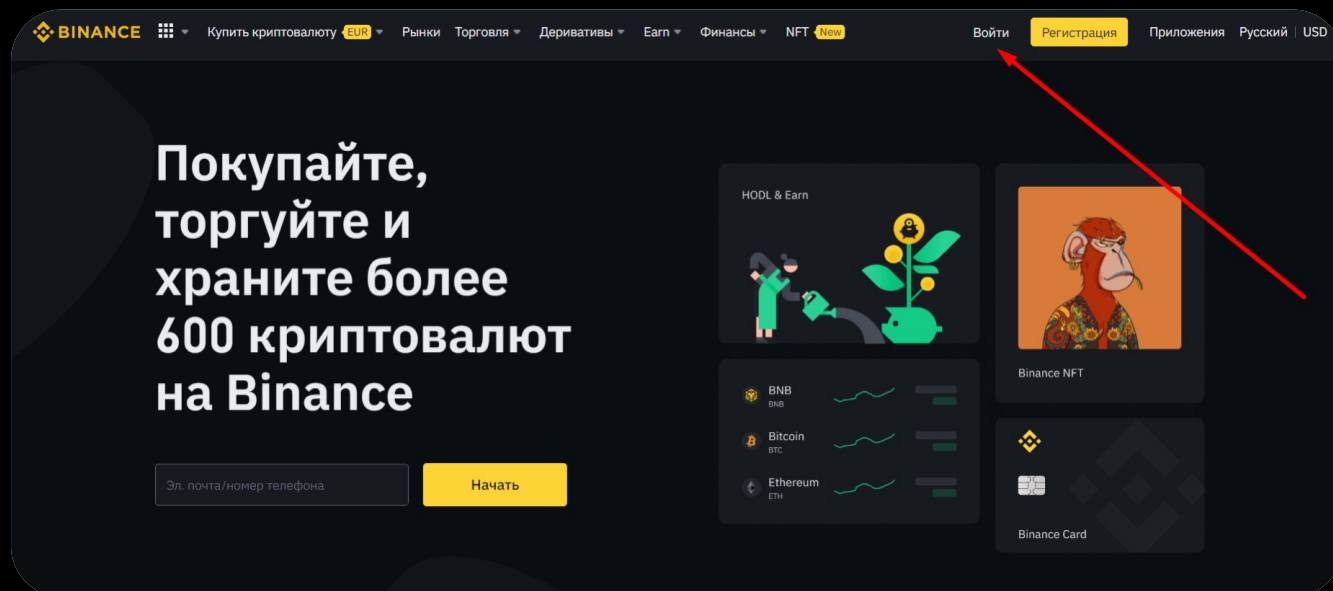 BINANCE Купить криптовалюту EUR Рынки Торговля Деривативы Earn Финансы NFT New Войти Регистрация Приложения Русский | USD
Покупайте,
торгуйте и
храните более
600 криптовалют
на Binance
Эл. почта/номер телефона
Начать
HODL & Earn
BNB
BNB
Bitcoin
BTC
Ethereum
ETH
Binance NFT
Binance Card